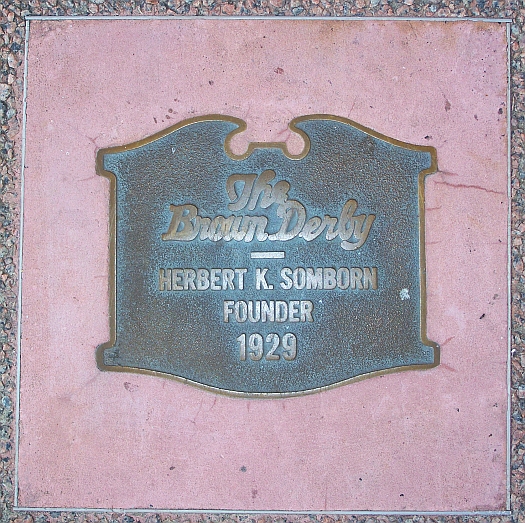 The
Brown Derby
HERBERT K. SOMBORN
FOUNDER
1929